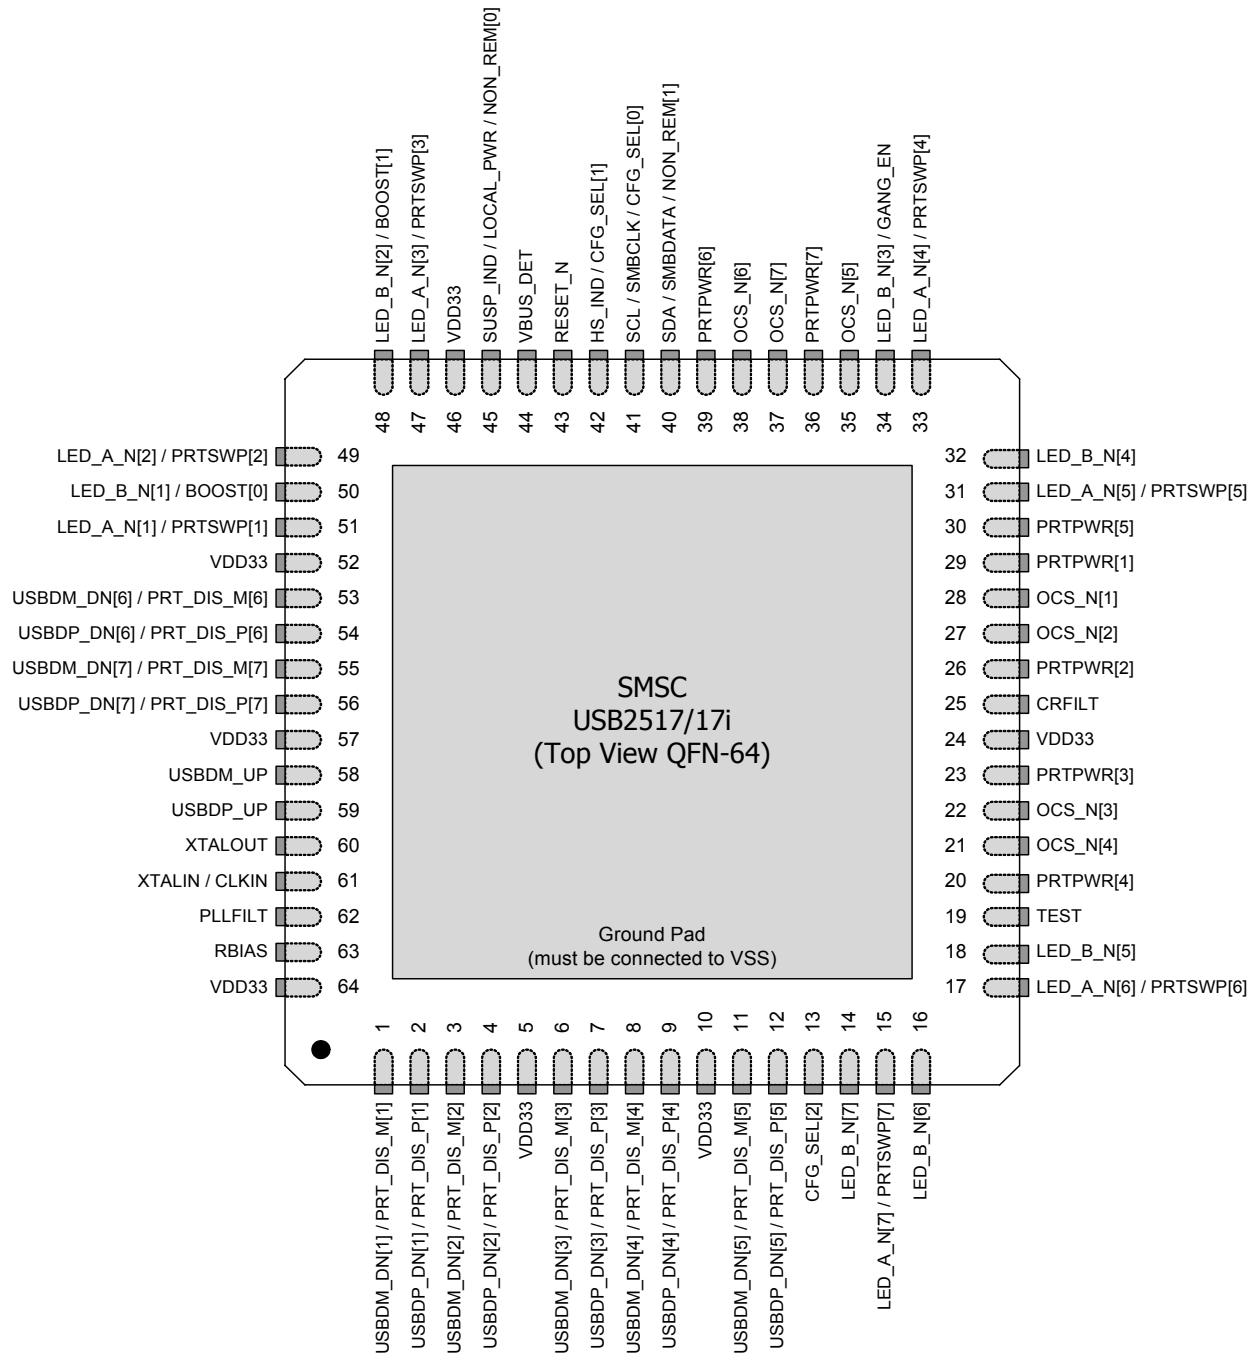 LED_B_N[2] / BOOST[1]
LED_A_N[3] / PRTSWP[3]
VDD33
SUSP_IND / LOCAL_PWR / NON_REM[0]
VBUS_DET
RESET_N
HS_IND / CFG_SEL[1]
SCL / SMBCLK / CFG_SEL[0]
SDA / SMBDATA / NON_REM[1]
PRTPWR[6]
OCS_N[6]
OCS_N[7]
PRTPWR[7]
OCS_N[5]
LED_B_N[3] / GANG_EN
LED_A_N[4] / PRTSWP[4]
48
47
46
45
44
43
42
41
40
39
38
37
36
35
34
33
LED_A_N[2] / PRTSWP[2] 49
LED_B_N[1] / BOOST[0] 50
LED_A_N[1] / PRTSWP[1] 51
VDD33 52
USBDM_DN[6] / PRT_DIS_M[6] 53
USBDP_DN[6] / PRT_DIS_P[6] 54
USBDM_DN[7] / PRT_DIS_M[7] 55
USBDP_DN[7] / PRT_DIS_P[7] 56
VDD33 57
USBDM_UP 58
USBDP_UP 59
XTALOUT 60
XTALIN / CLKIN 61
PLLFILT 62
RBIAS 63
VDD33 64
SMSC
USB2517/17i
(Top View QFN-64)
Ground Pad
(must be connected to VSS)
32 LED_B_N[4]
31 LED_A_N[5] / PRTSWP[5]
30 PRTPWR[5]
29 PRTPWR[1]
28 OCS_N[1]
27 OCS_N[2]
26 PRTPWR[2]
25 CRFILT
24 VDD33
23 PRTPWR[3]
22 OCS_N[3]
21 OCS_N[4]
20 PRTPWR[4]
19 TEST
18 LED_B_N[5]
17 LED_A_N[6] / PRTSWP[6]
1
2
3
4
5
6
7
8
9
10
11
12
13
14
15
16
USBDM_DN[1] / PRT_DIS_M[1]
USBDP_DN[1] / PRT_DIS_P[1]
USBDM_DN[2] / PRT_DIS_M[2]
USBDP_DN[2] / PRT_DIS_P[2]
VDD33
USBDM_DN[3] / PRT_DIS_M[3]
USBDP_DN[3] / PRT_DIS_P[3]
USBDM_DN[4] / PRT_DIS_M[4]
USBDP_DN[4] / PRT_DIS_P[4]
VDD33
USBDM_DN[5] / PRT_DIS_M[5]
USBDP_DN[5] / PRT_DIS_P[5]
CFG_SEL[2]
LED_B_N[7]
LED_A_N[7] / PRTSWP[7]
LED_B_N[6]